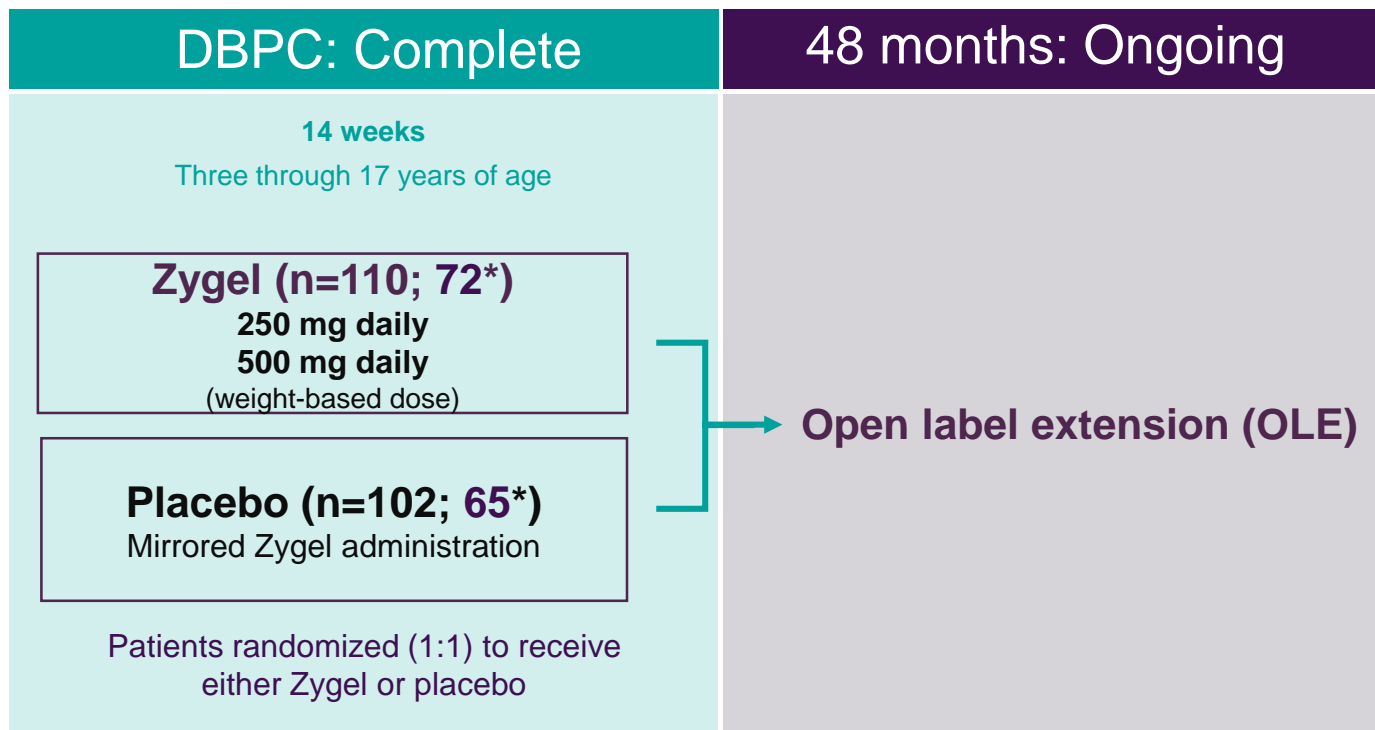 DBPC: Complete
48 months: Ongoing
14 weeks
Three through 17 years of age
Zygel (n=110; 72*)
250 mg daily
500 mg daily
(weight-based dose)
Placebo (n=102; 65*)
Mirrored Zygel administration
Patients randomized (1:1) to receive
either Zygel or placebo
Open label extension (OLE)